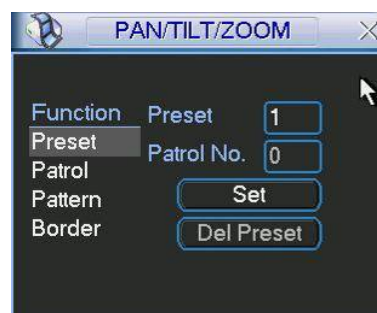 PAN/TILT/ZOOM
Function
Preset
Patrol
Pattern
Border
Preset 1
Patrol No. 0
Set
Del Preset